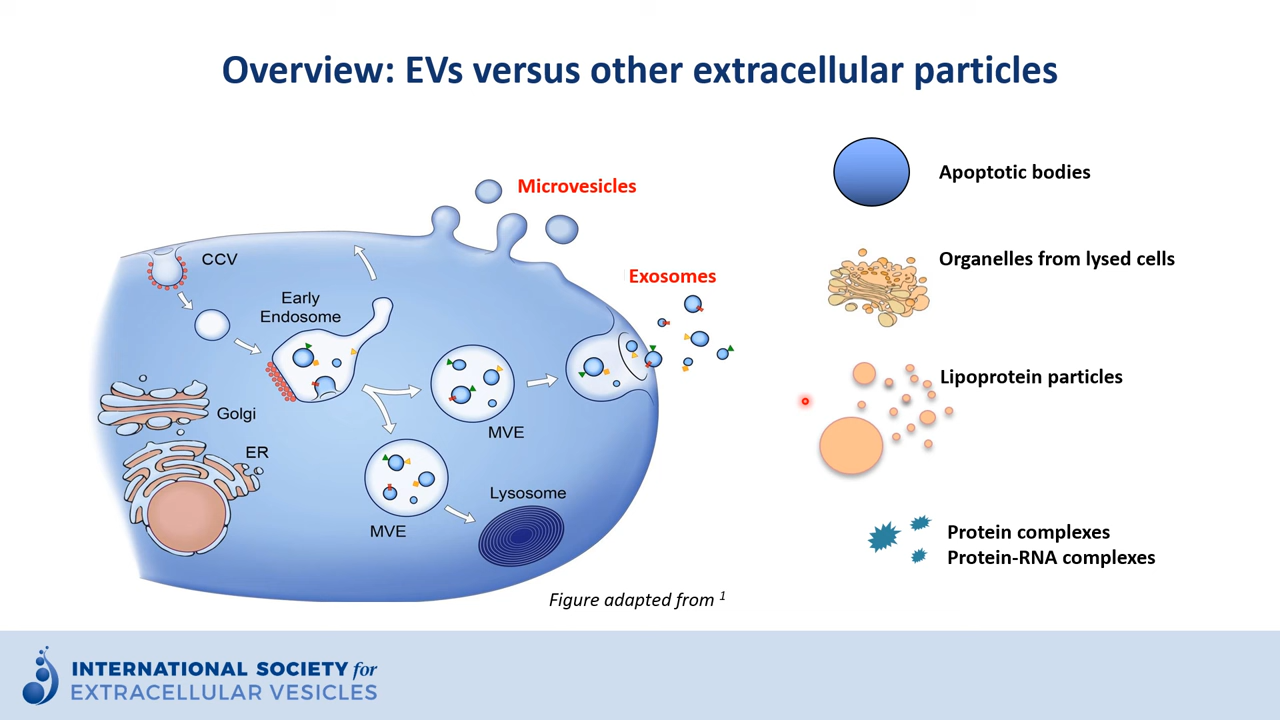 Overview: EVs versus other extracellular particles
Microvesicles
Exosomes
CCV
Early
Endosome
Golgi
ER
MVE
MVE
Lysosome
Figure adapted from 1
Apoptotic bodies
Organelles from lysed cells
Lipoprotein particles
Protein complexes
Protein-RNA complexes
INTERNATIONAL SOCIETY for
EXTRACELLULAR VESICLES